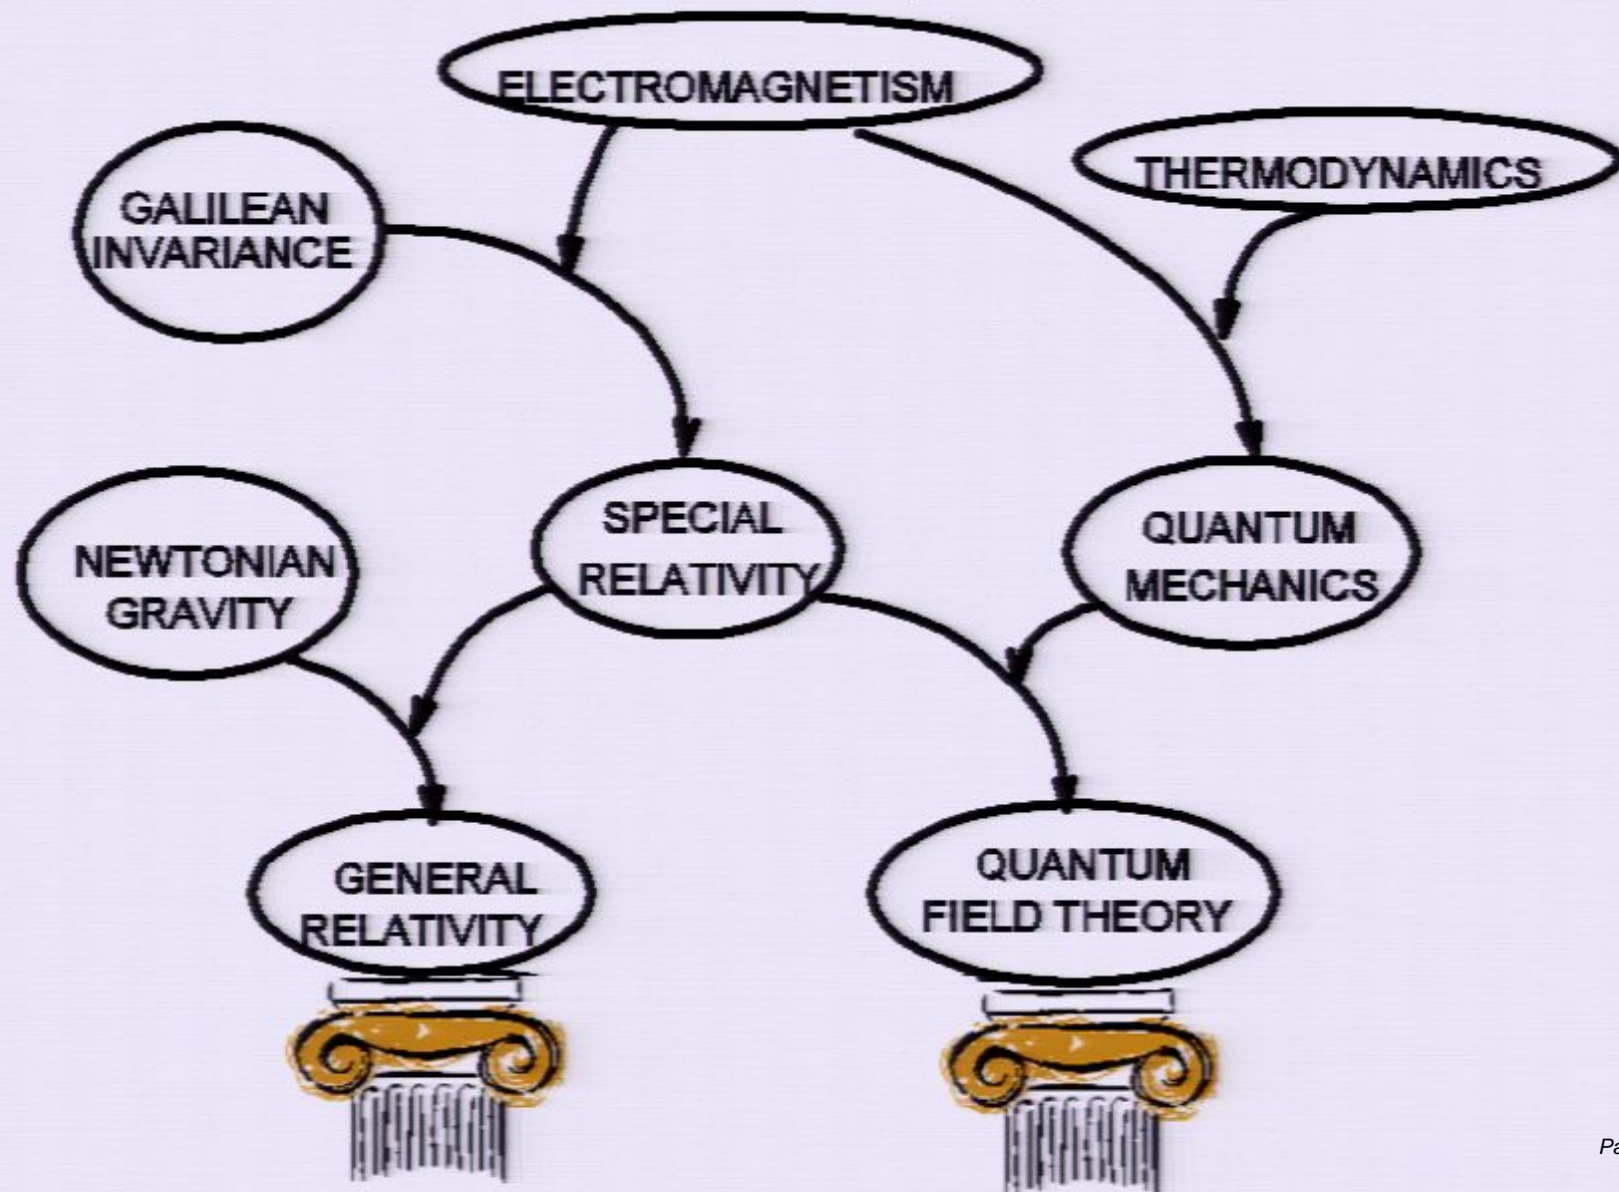 ELECTROMAGNETISM
THERMODYNAMICS
GALILEAN
INVARIANCE
SPECIAL
RELATIVITY
QUANTUM
MECHANICS
NEWTONIAN
GRAVITY
GENERAL
RELATIVITY
QUANTUM
FIELD THEORY